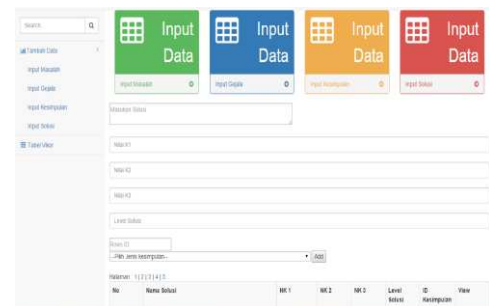 Search
Tambah Data
Input Masalah
Input Gejala
Input Kesimpulan
Input Solusi
Tabel Vikor
Input Data
Input Data
Input Data
Input Data
Input Masalah
Input Gejala
Input Kesimpulan
Input Solusi
Masukan Solusi
Nilai K1
Nilai K2
Nilai K3
Level Solusi
Rows ID
--Pilih Jenis Kesimpulan--
Add
Halaman 1 | 2 | 3 | 4 | 5
No Nama Solusi NK 1 NK 2 NK 3 Level Solusi ID Kesimpulan View